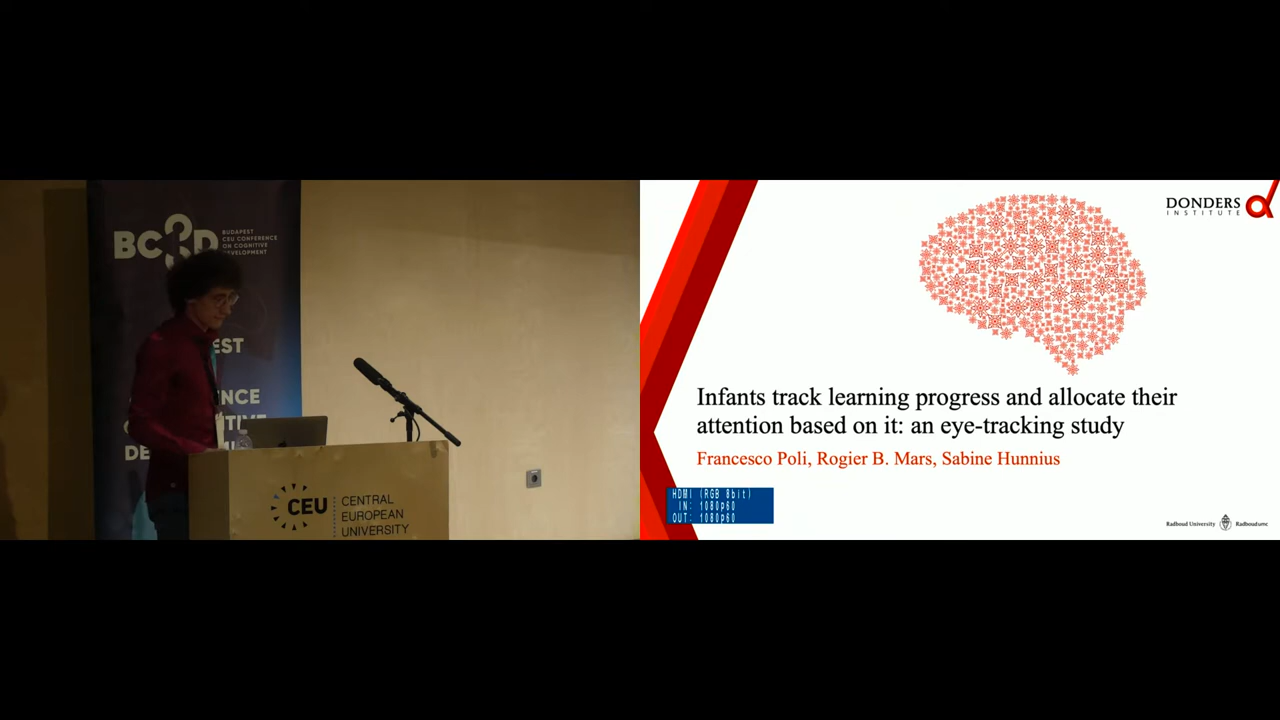 BC3D
BUDAPEST
CEU CONFERENCE
ON COGNITIVE
DEVELOPMENT
CEU
CENTRAL
EUROPEAN
UNIVERSITY
DONDERS
INSTITUTE
Infants track learning progress and allocate their
attention based on it: an eye-tracking study
Francesco Poli, Rogier B. Mars, Sabine Hunnius
HDMI (RGB 8bit)
IN: 1080p60
OUT: 1080p60
Radboud University
Radboudumc